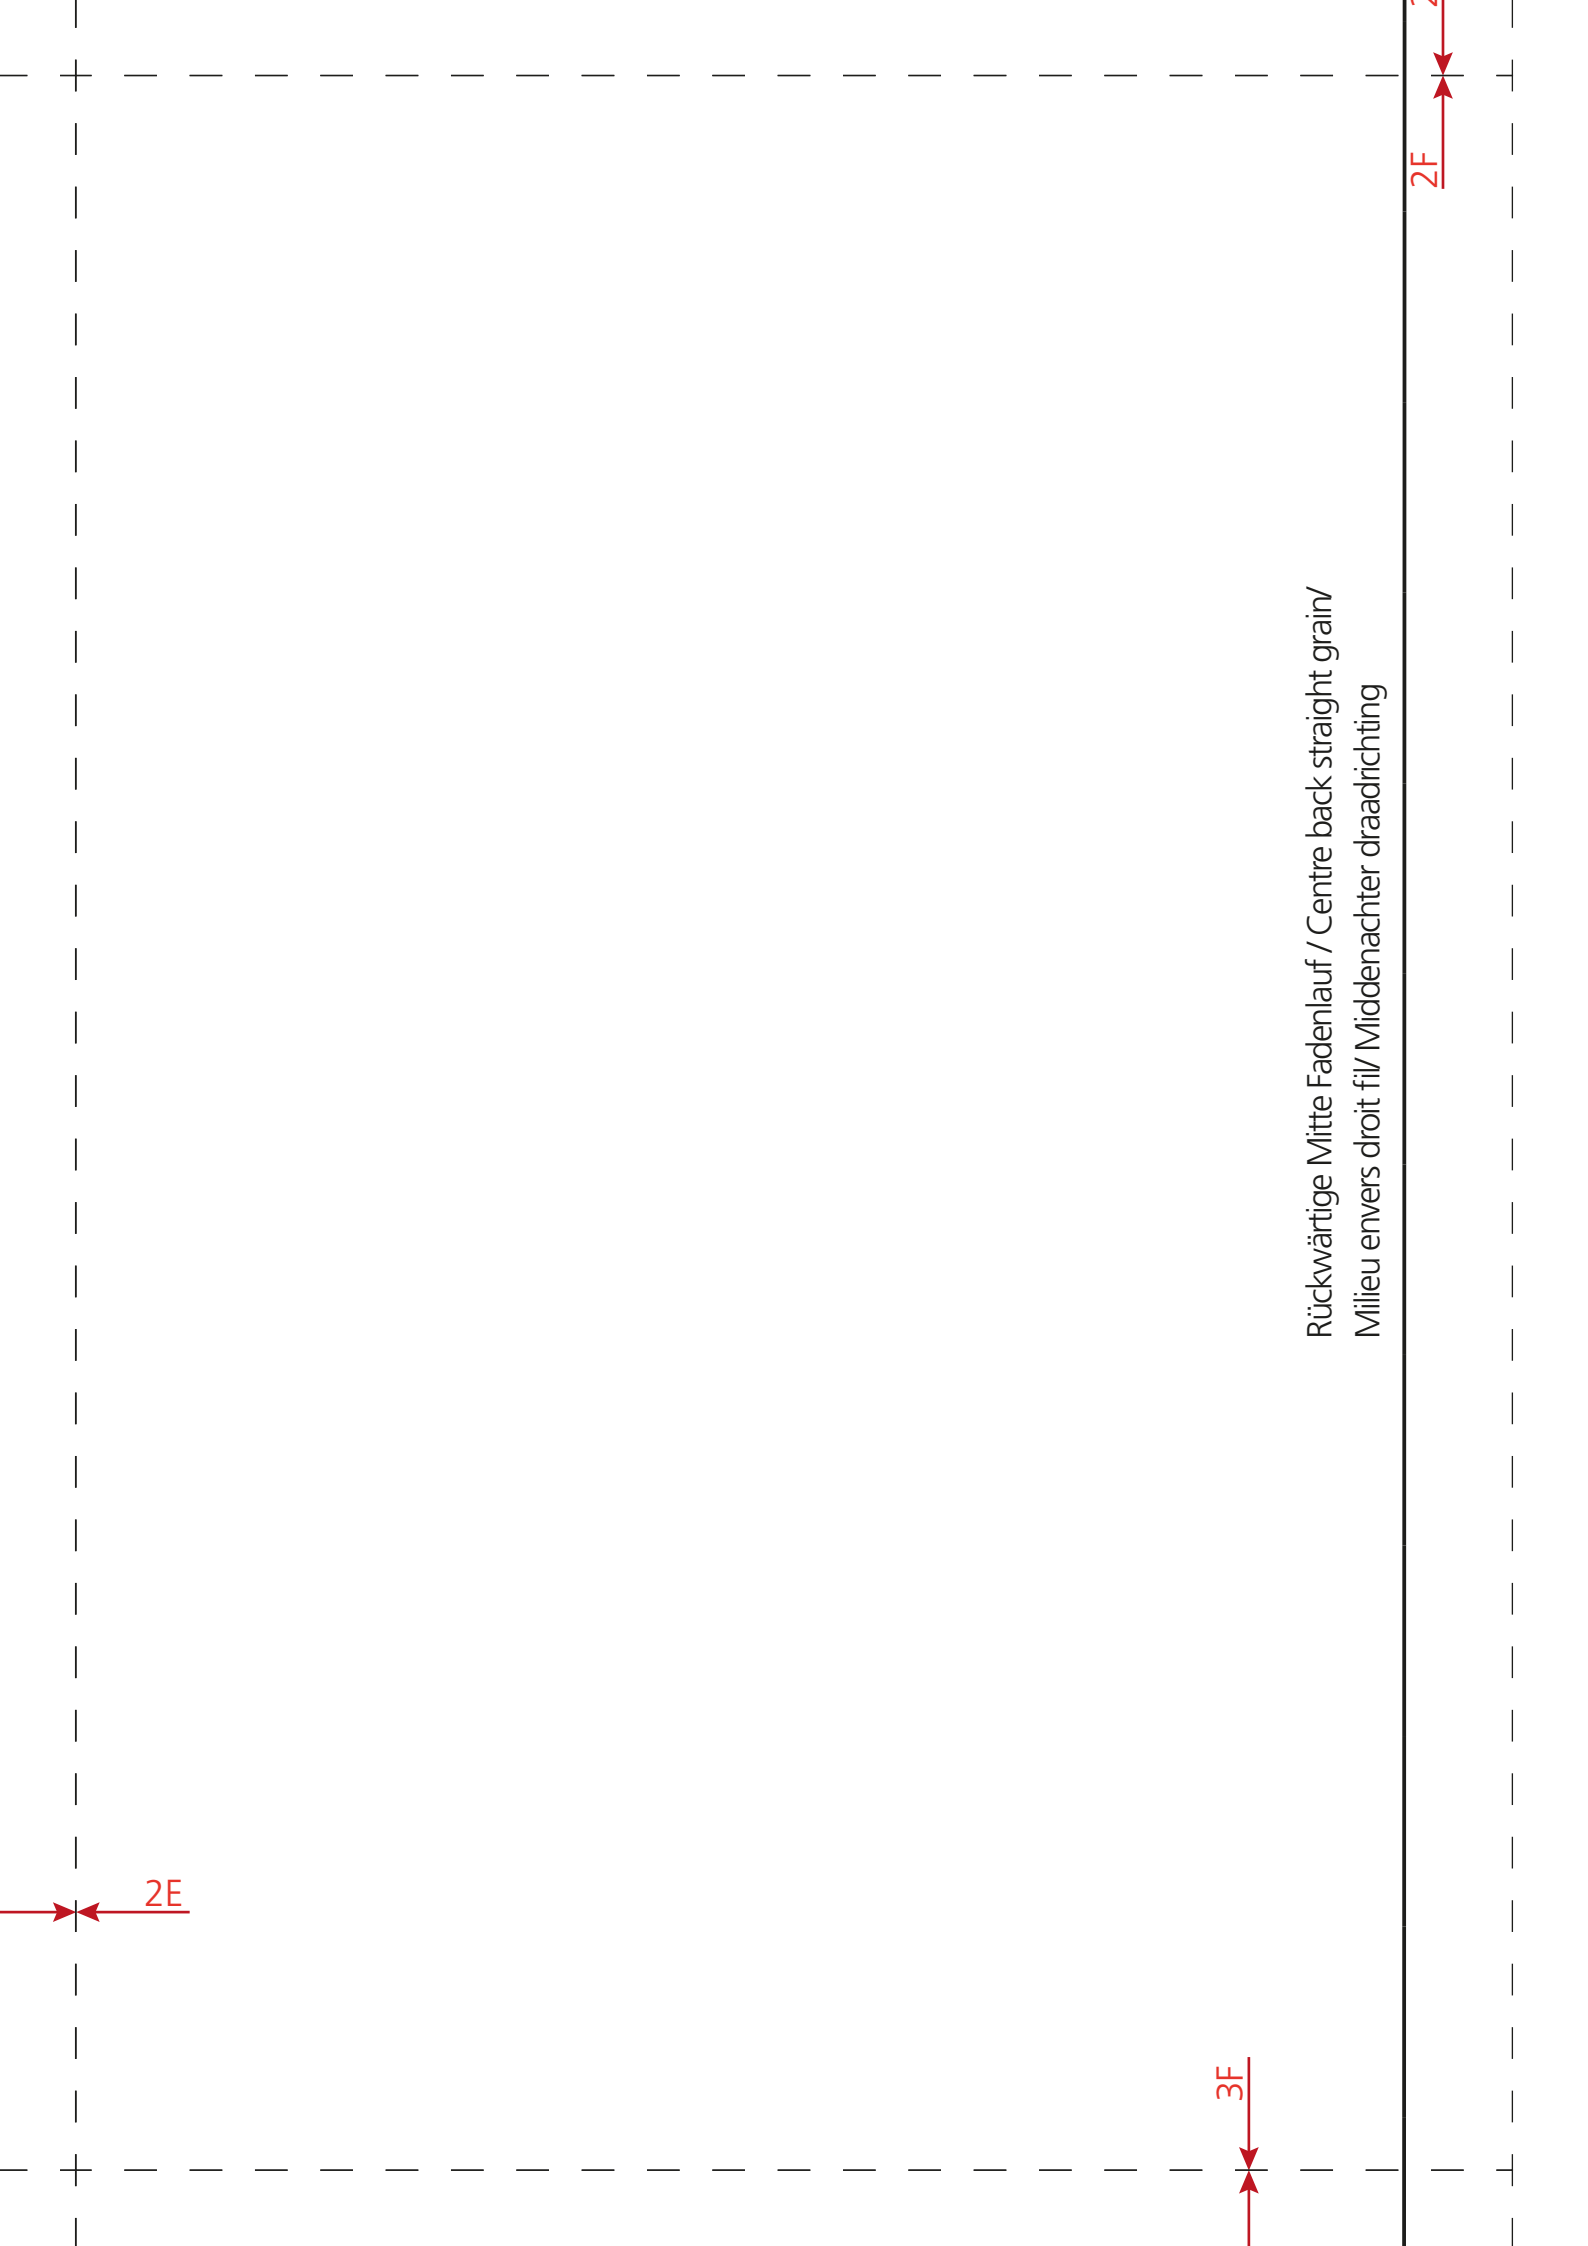 2F
Rückwärtige Mitte Fadenlauf / Centre back straight grain/
Milieu envers droit fil/ Middenachter draadrichting
2E
3F